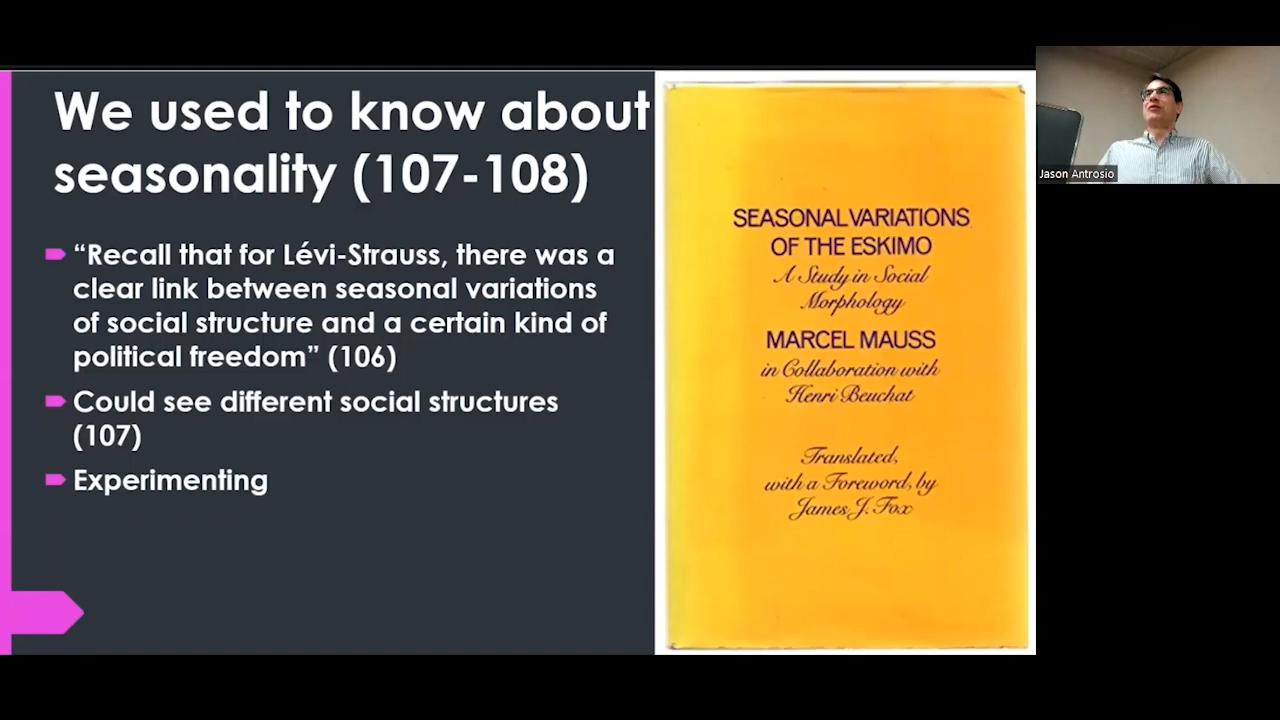 We used to know about
seasonality (107-108)
“Recall that for Lévi-Strauss, there was a
clear link between seasonal variations
of social structure and a certain kind of
political freedom” (106)
Could see different social structures
(107)
Experimenting
SEASONAL VARIATIONS
OF THE ESKIMO
A Study in Social
Morphology
MARCEL MAUSS
in Collaboration with
Henri Beuchat
Translated,
with a Foreword, by
James J. Fox
Jason Antrosio